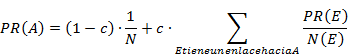 PR(A) = (1 − c) · 1/N + c · ∑ PR(E)/N(E)
EtieneunenlacehaciaA